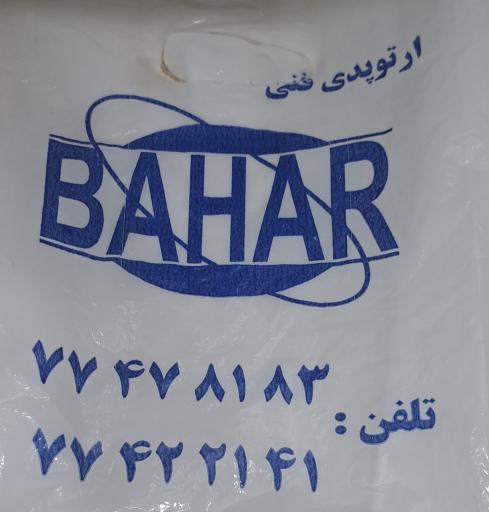 ارتوپدی فنی
BAHAR
تلفن :
۷۷ ۴۷ ۸۱ ۸۳
۷۷ ۴۲ ۲۱ ۴۱